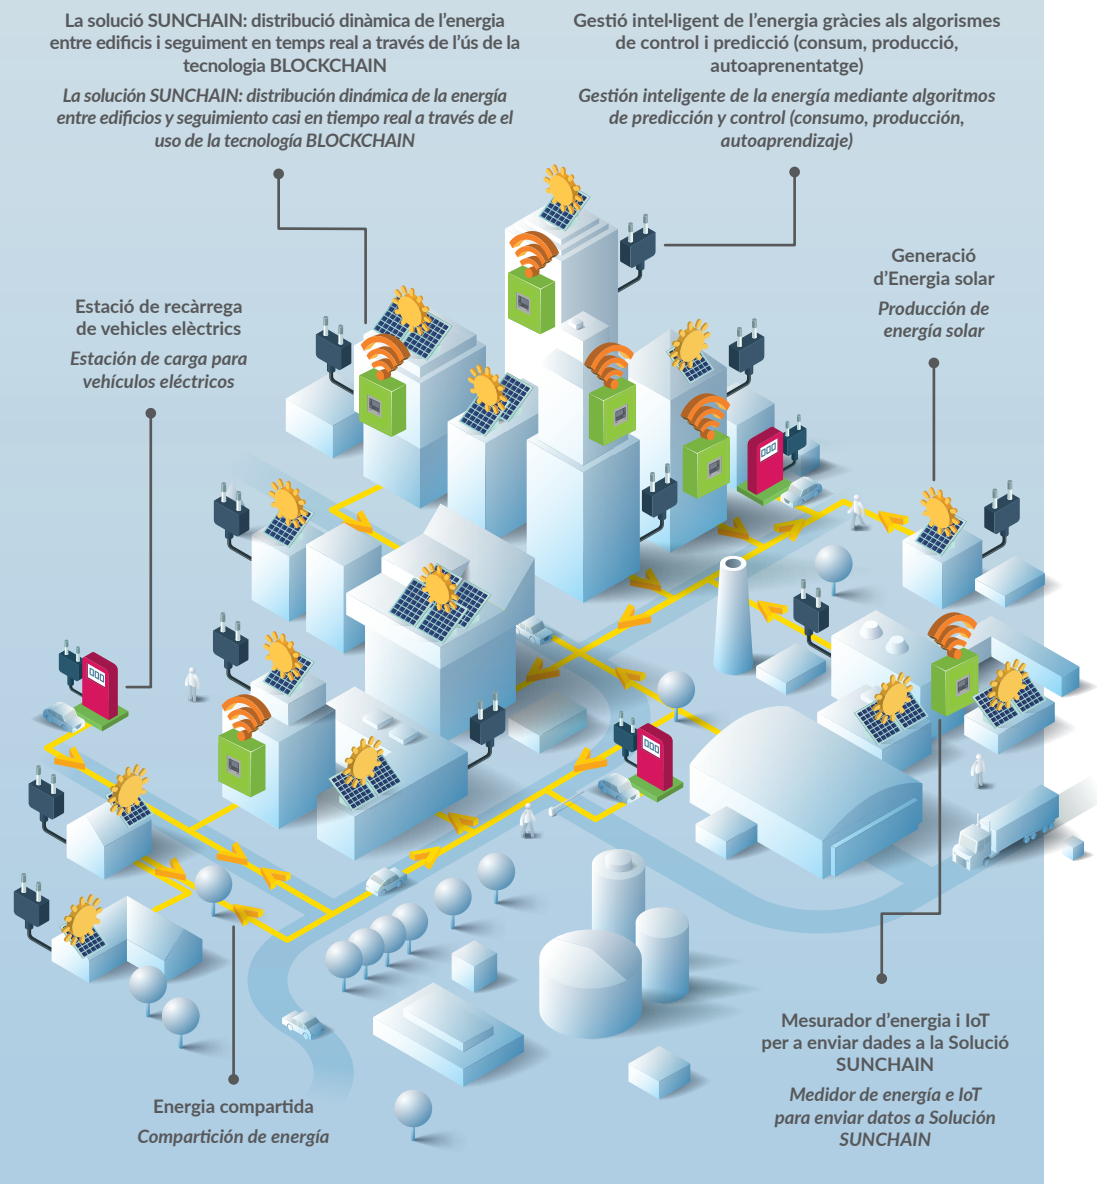 La solució SUNCHAIN: distribució dinàmica de l’energia
entre edificis i seguiment en temps real a través de l’ús de la
tecnologia BLOCKCHAIN
La solución SUNCHAIN: distribución dinámica de la energía
entre edificios y seguimiento casi en tiempo real a través de el
uso de la tecnología BLOCKCHAIN
Gestió intel·ligent de l’energia gràcies als algorismes
de control i predicció (consum, producció,
autoaprenentatge)
Gestión inteligente de la energía mediante algoritmos
de predicción y control (consumo, producción,
autoaprendizaje)
Generació
d’Energia solar
Producción de
energía solar
Estació de recàrrega
de vehicles elèctrics
Estación de carga para
vehículos eléctricos
Mesurador d’energia i IoT
per a enviar dades a la Solució
SUNCHAIN
Medidor de energía e IoT
para enviar datos a Solución
SUNCHAIN
Energia compartida
Compartición de energía